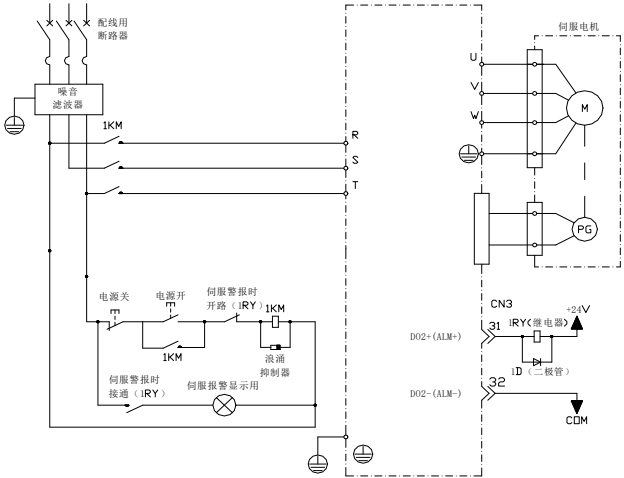 配线用
断路器
伺服电机
噪音
滤波器
U
V
W
M
1KM
R
S
T
PG
电源关
电源开
伺服警报时
开路（1RY）
1KM
1KM
浪涌
抑制器
伺服警报时
接通（1RY）
伺服报警显示用
CN3
+24V
31
1RY(继电器)
DO2+(ALM+)
1D（二极管）
32
DO2-(ALM-)
COM